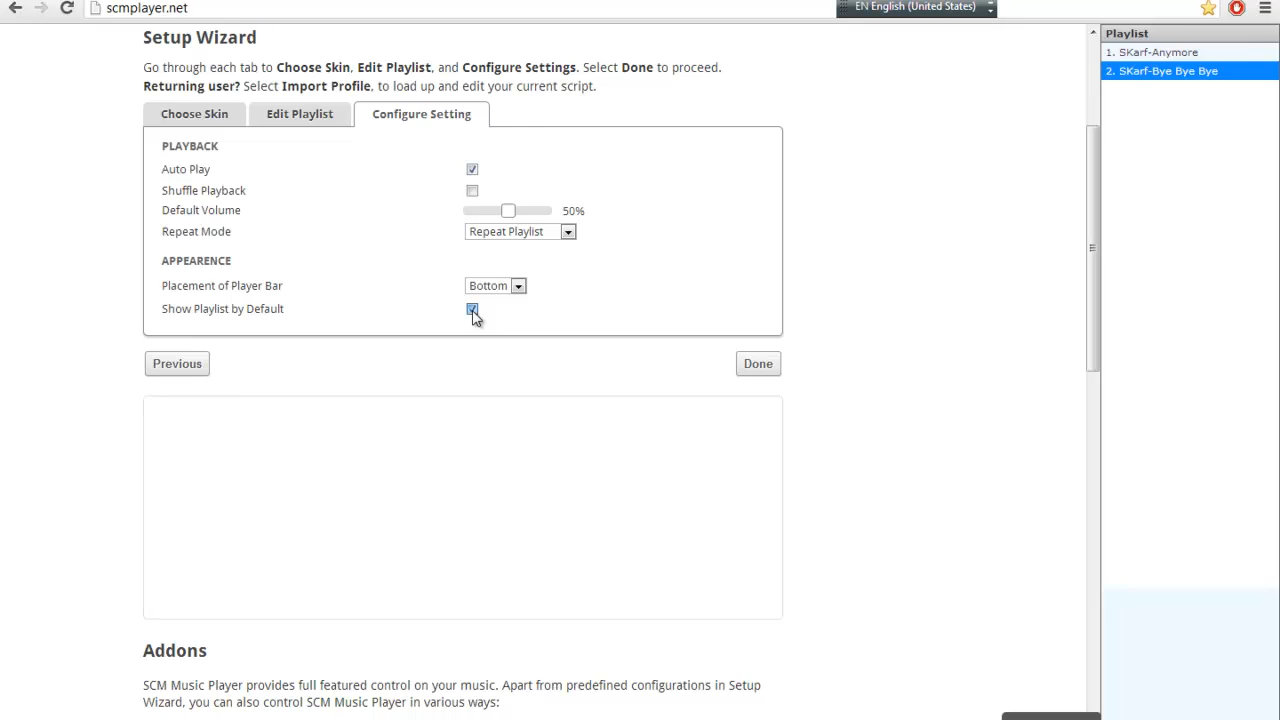 scmplayer.net
EN English (United States)
Setup Wizard
Go through each tab to Choose Skin, Edit Playlist, and Configure Settings. Select Done to proceed.
Returning user? Select Import Profile, to load up and edit your current script.
Choose Skin
Edit Playlist
Configure Setting
PLAYBACK
Auto Play
Shuffle Playback
Default Volume
50%
Repeat Mode
Repeat Playlist
APPEARENCE
Placement of Player Bar
Bottom
Show Playlist by Default
Previous
Done
Addons
SCM Music Player provides full featured control on your music. Apart from predefined configurations in Setup
Wizard, you can also control SCM Music Player in various ways:
Playlist
1. SKarf-Anymore
2. SKarf-Bye Bye Bye